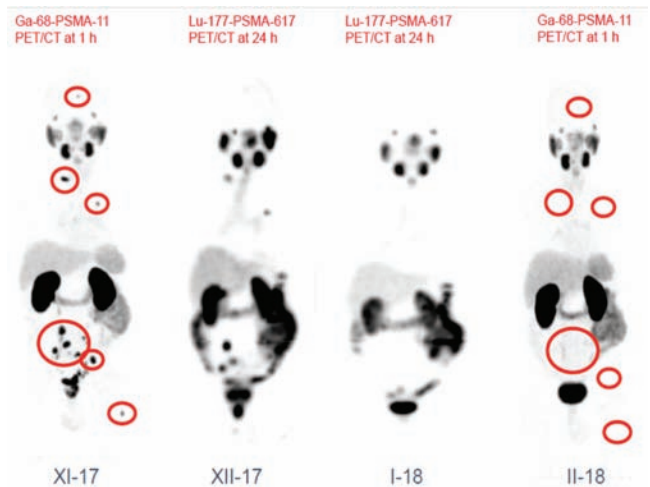 Ga-68-PSMA-11
PET/CT at 1 h
Lu-177-PSMA-617
PET/CT at 24 h
Lu-177-PSMA-617
PET/CT at 24 h
Ga-68-PSMA-11
PET/CT at 1 h
XI-17
XII-17
I-18
II-18